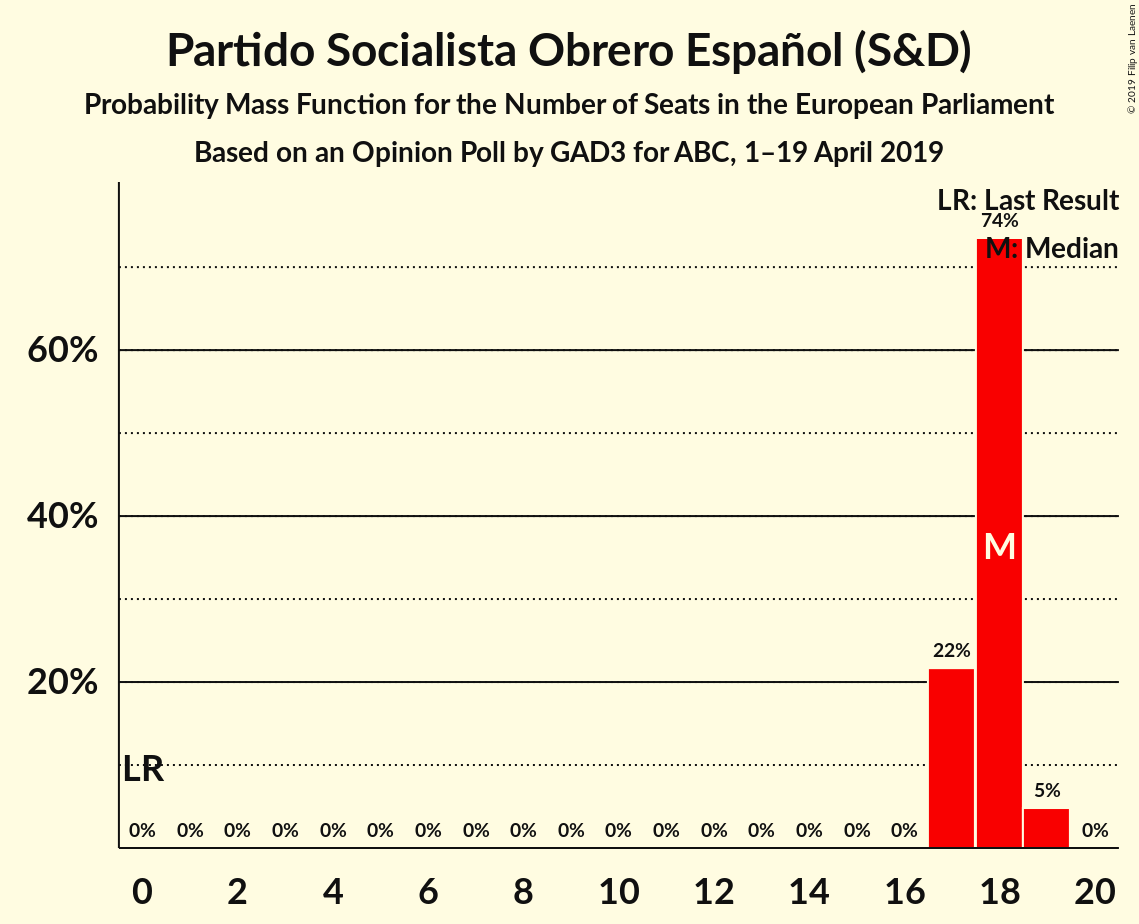 Partido Socialista Obrero Español (S&D)
Probability Mass Function for the Number of Seats in the European Parliament
Based on an Opinion Poll by GAD3 for ABC, 1–19 April 2019
© 2019 Filip van Laenen
LR: Last Result
74%
M: Median
60%
40%
M
22%
20%
LR
5%
0% 0% 0% 0% 0% 0% 0% 0% 0% 0% 0% 0% 0% 0% 0% 0% 0% 0%
0 2 4 6 8 10 12 14 16 18 20